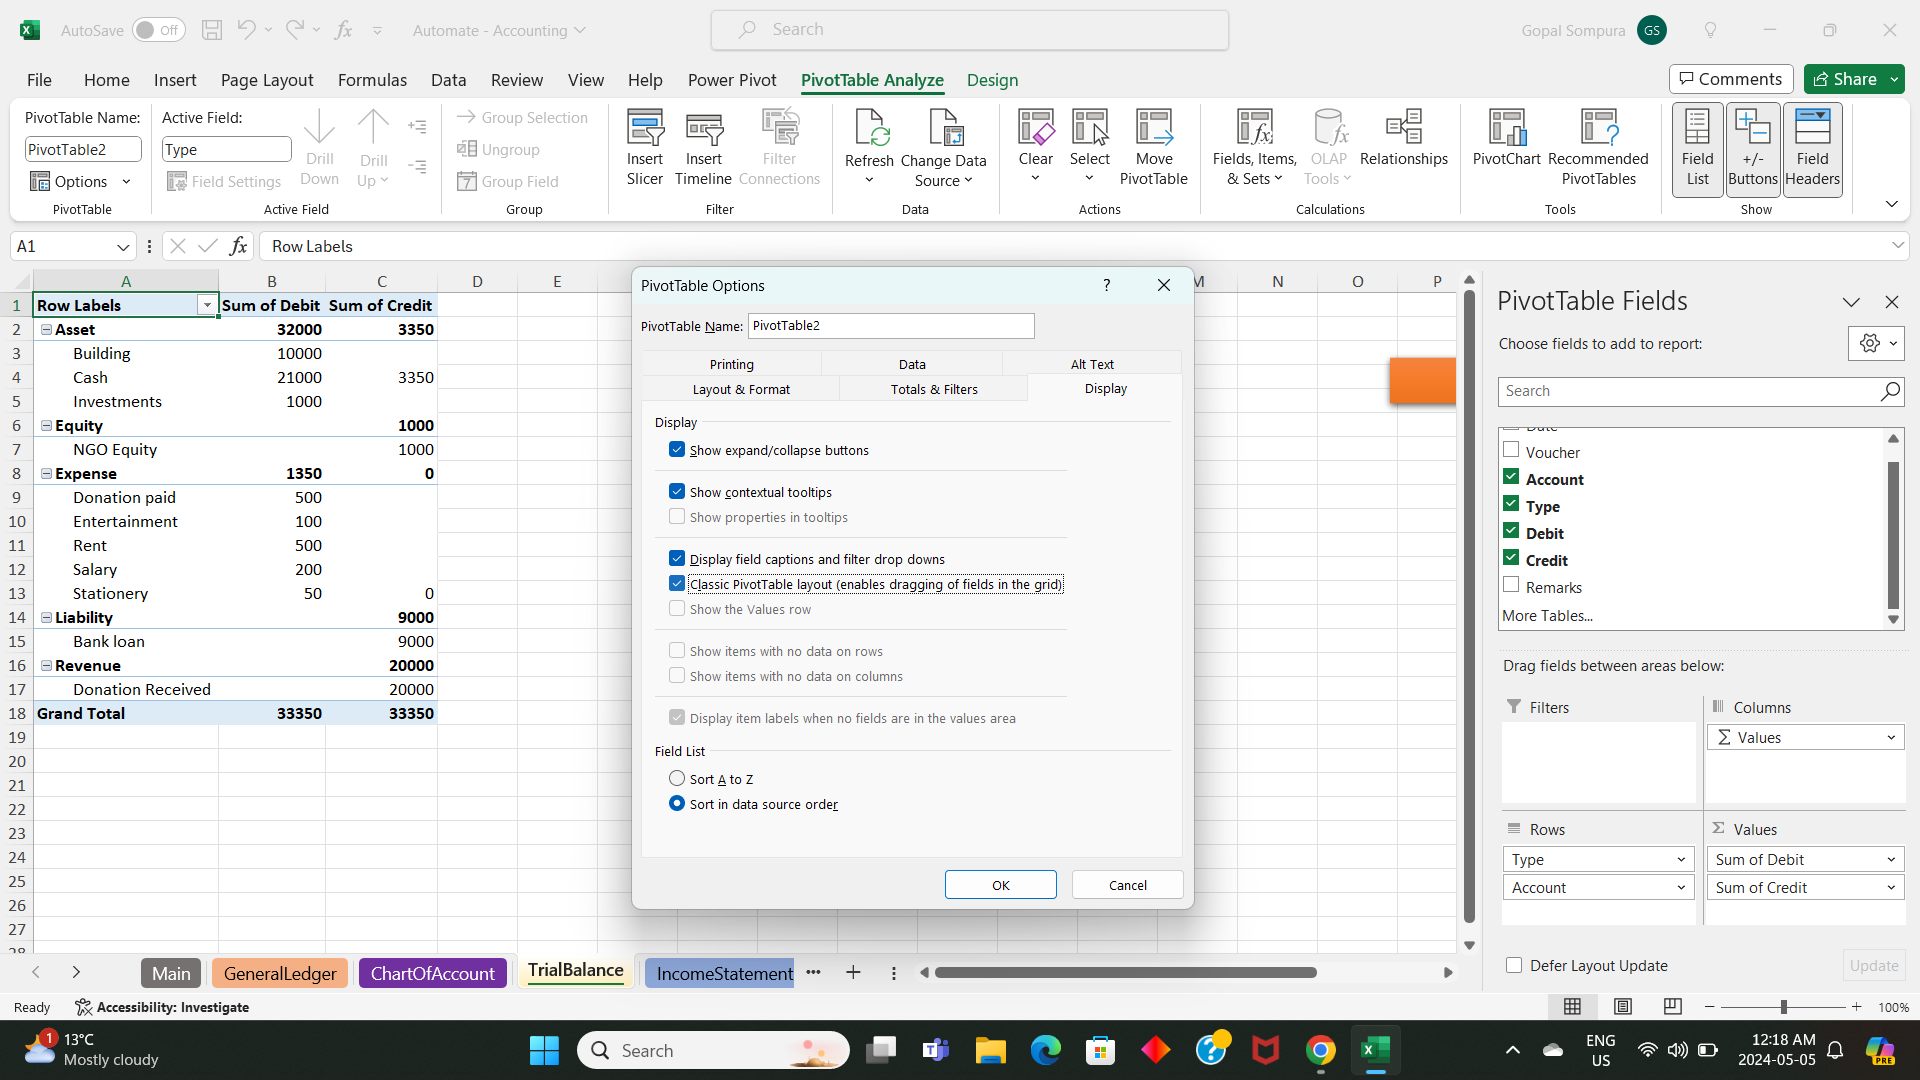 AutoSave Off Automate - Accounting Search Gopal Sompura GS
File Home Insert Page Layout Formulas Data Review View Help Power Pivot PivotTable Analyze Design Comments Share
PivotTable Name:
PivotTable2
Options
PivotTable
Active Field:
Type
Field Settings
Drill Down
Drill Up
Active Field
Group Selection
Ungroup
Group Field
Group
Insert Slicer
Insert Timeline
Filter Connections
Filter
Refresh
Change Data Source
Data
Clear
Select
Move PivotTable
Actions
Fields, Items, & Sets
OLAP Tools
Relationships
Calculations
PivotChart
Recommended PivotTables
Tools
Field List
+/- Buttons
Field Headers
Show
A1 fx Row Labels
A B C D E M N O P
1 Row Labels Sum of Debit Sum of Credit
2 Asset 32000 3350
3 Building 10000
4 Cash 21000 3350
5 Investments 1000
6 Equity 1000
7 NGO Equity 1000
8 Expense 1350 0
9 Donation paid 500
10 Entertainment 100
11 Rent 500
12 Salary 200
13 Stationery 50 0
14 Liability 9000
15 Bank loan 9000
16 Revenue 20000
17 Donation Received 20000
18 Grand Total 33350 33350
19
20
21
22
23
24
25
26
27
28
PivotTable Options ?
PivotTable Name: PivotTable2
Printing Data Alt Text
Layout & Format Totals & Filters Display
Display
Show expand/collapse buttons
Show contextual tooltips
Show properties in tooltips
Display field captions and filter drop downs
Classic PivotTable layout (enables dragging of fields in the grid)
Show the Values row
Show items with no data on rows
Show items with no data on columns
Display item labels when no fields are in the values area
Field List
Sort A to Z
Sort in data source order
OK Cancel
PivotTable Fields
Choose fields to add to report:
Search
Date
Voucher
Account
Type
Debit
Credit
Remarks
More Tables...
Drag fields between areas below:
Filters
Columns
Σ Values
Rows
Type
Account
Σ Values
Sum of Debit
Sum of Credit
Defer Layout Update Update
Main GeneralLedger ChartOfAccount TrialBalance IncomeStatement
Ready Accessibility: Investigate 100%
1 13°C
Mostly cloudy
Search
ENG
US
12:18 AM
2024-05-05
PRE